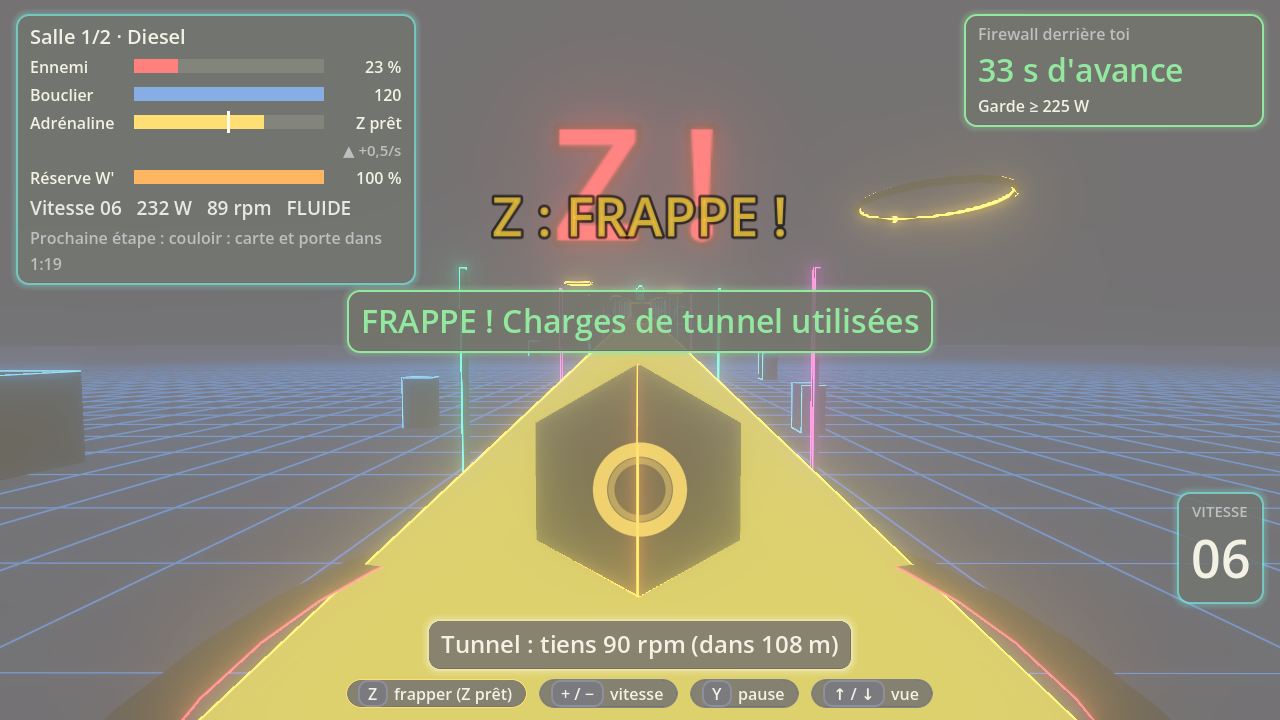 Salle 1/2 · Diesel
Ennemi 23 %
Bouclier 120
Adrénaline Z prêt
▲ +0,5/s
Réserve W' 100 %
Vitesse 06 232 W 89 rpm FLUIDE
Prochaine étape : couloir : carte et porte dans
1:19
Firewall derrière toi
33 s d'avance
Garde ≥ 225 W
Z !
Z : FRAPPE !
FRAPPE ! Charges de tunnel utilisées
VITESSE
06
Tunnel : tiens 90 rpm (dans 108 m)
Z frapper (Z prêt) + / − vitesse Y pause ↑ / ↓ vue